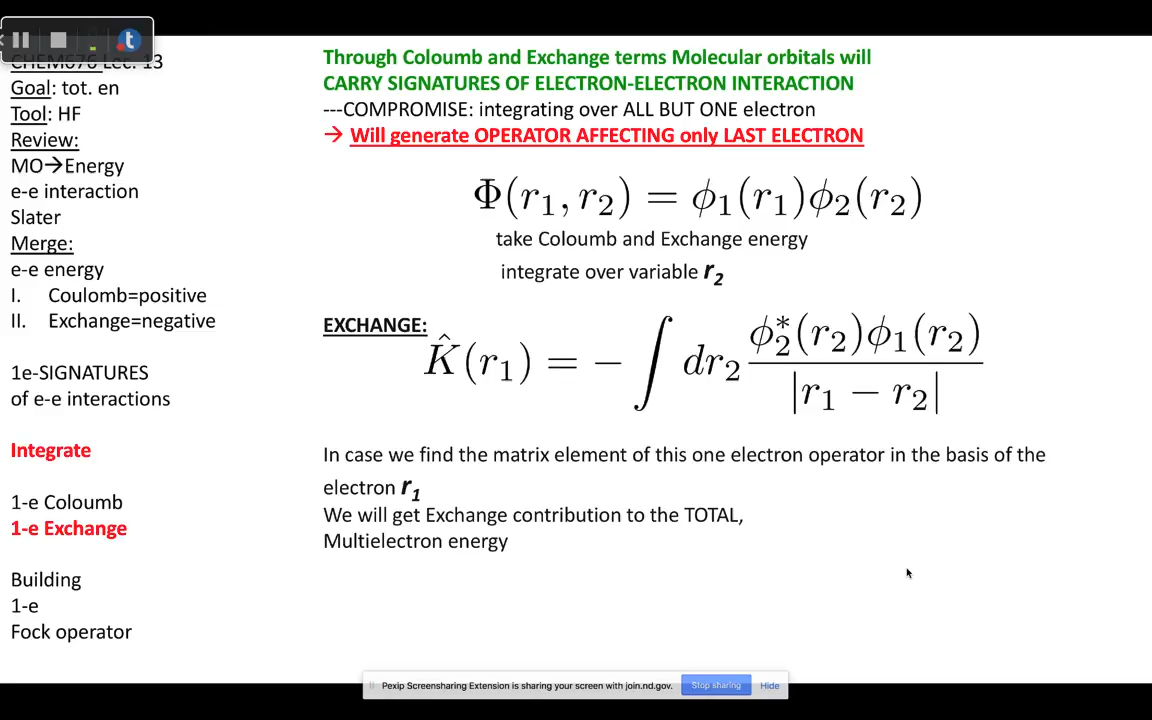 CHEM676 Lec. 13
Goal: tot. en
Tool: HF
Review:
MO→Energy
e-e interaction
Slater
Merge:
e-e energy
I. Coulomb=positive
II. Exchange=negative
1e-SIGNATURES
of e-e interactions
Integrate
1-e Coloumb
1-e Exchange
Building
1-e
Fock operator
Through Coloumb and Exchange terms Molecular orbitals will
CARRY SIGNATURES OF ELECTRON-ELECTRON INTERACTION
---COMPROMISE: integrating over ALL BUT ONE electron
→ Will generate OPERATOR AFFECTING only LAST ELECTRON
Φ(r₁, r₂) = ϕ₁(r₁)ϕ₂(r₂)
take Coloumb and Exchange energy
integrate over variable r₂
EXCHANGE:
K̂(r₁) = − ∫ dr₂ ϕ₂*(r₂)ϕ₁(r₂) / |r₁ − r₂|
In case we find the matrix element of this one electron operator in the basis of the
electron r₁
We will get Exchange contribution to the TOTAL,
Multielectron energy
Pexip Screensharing Extension is sharing your screen with join.nd.gov. Stop sharing Hide